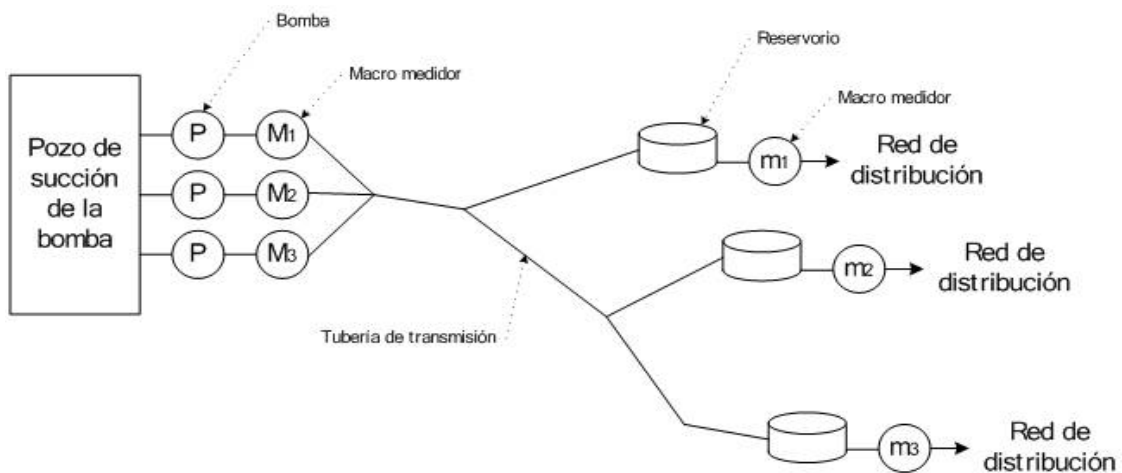 Bomba
Macro medidor
Reservorio
Macro medidor
Pozo de
succión
de la
bomba
P
M1
P
M2
P
M3
m1
Red de
distribución
m2
Red de
distribución
Tubería de transmisión
m3
Red de
distribución